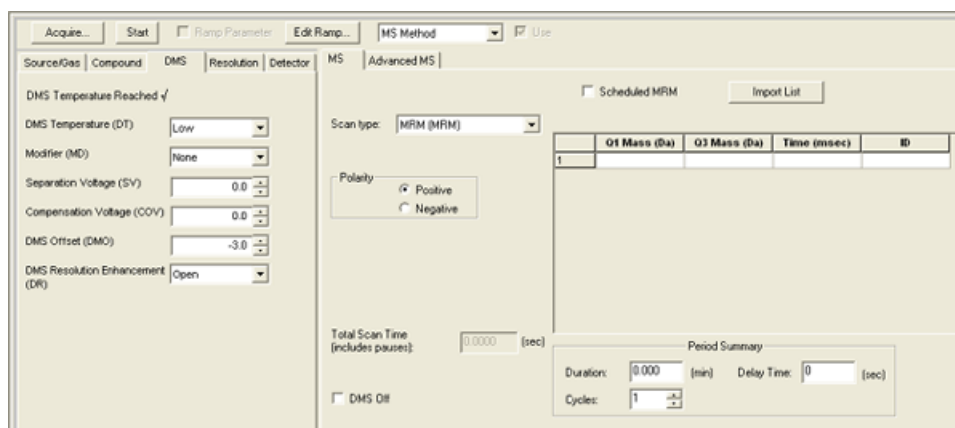 Acquire... Start Ramp Parameter Edit Ramp... MS Method Use
Source/Gas Compound DMS Resolution Detector MS Advanced MS
DMS Temperature Reached √
DMS Temperature (DT) Low
Modifier (MD) None
Separation Voltage (SV) 0.0
Compensation Voltage (COV) 0.0
DMS Offset (DMO) -3.0
DMS Resolution Enhancement (DR) Open
Scheduled MRM Import List
Scan type: MRM (MRM)
Q1 Mass (Da) Q3 Mass (Da) Time (msec) ID
1
Polarity
Positive
Negative
Total Scan Time (includes pauses): 0.0000 (sec)
DMS Off
Period Summary
Duration: 0.000 (min) Delay Time: 0 (sec)
Cycles: 1